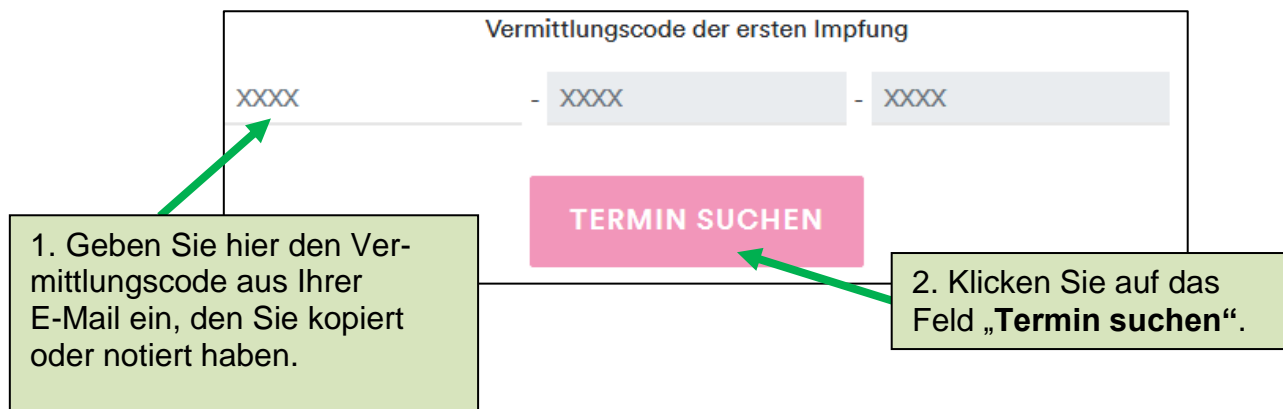 Vermittlungscode der ersten Impfung
XXXX - XXXX - XXXX
TERMIN SUCHEN
1. Geben Sie hier den Ver-
mittlungscode aus Ihrer
E-Mail ein, den Sie kopiert
oder notiert haben.
2. Klicken Sie auf das
Feld „Termin suchen“.